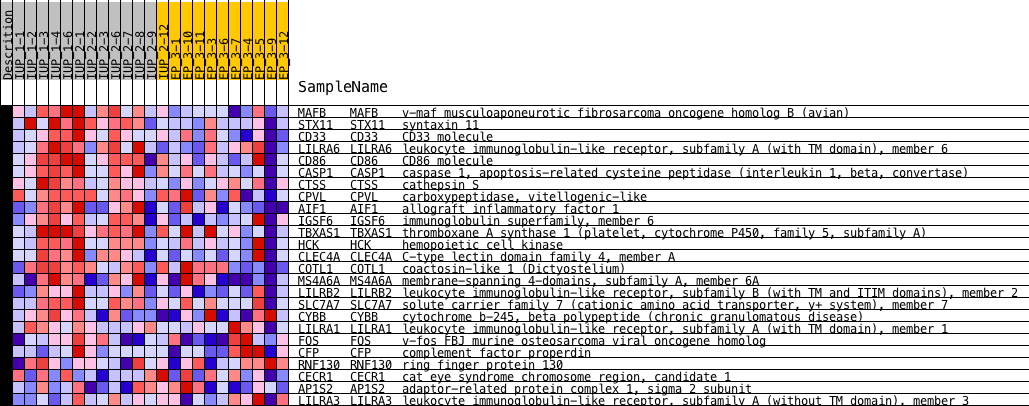 Descrition
IUP_1-1
IUP_1-2
IUP_1-3
IUP_1-4
IUP_1-6
IUP_2-1
IUP_2-2
IUP_2-3
IUP_2-6
IUP_2-7
IUP_2-8
IUP_2-9
IUP_2-12
EP_3-1
EP_3-10
EP_3-11
EP_3-3
EP_3-6
EP_3-7
EP_3-4
EP_3-5
EP_3-9
EP_3-12
SampleName
MAFB MAFB v-maf musculoaponeurotic fibrosarcoma oncogene homolog B (avian)
STX11 STX11 syntaxin 11
CD33 CD33 CD33 molecule
LILRA6 LILRA6 leukocyte immunoglobulin-like receptor, subfamily A (with TM domain), member 6
CD86 CD86 CD86 molecule
CASP1 CASP1 caspase 1, apoptosis-related cysteine peptidase (interleukin 1, beta, convertase)
CTSS CTSS cathepsin S
CPVL CPVL carboxypeptidase, vitellogenic-like
AIF1 AIF1 allograft inflammatory factor 1
IGSF6 IGSF6 immunoglobulin superfamily, member 6
TBXAS1 TBXAS1 thromboxane A synthase 1 (platelet, cytochrome P450, family 5, subfamily A)
HCK HCK hemopoietic cell kinase
CLEC4A CLEC4A C-type lectin domain family 4, member A
COTL1 COTL1 coactosin-like 1 (Dictyostelium)
MS4A6A MS4A6A membrane-spanning 4-domains, subfamily A, member 6A
LILRB2 LILRB2 leukocyte immunoglobulin-like receptor, subfamily B (with TM and ITIM domains), member 2
SLC7A7 SLC7A7 solute carrier family 7 (cationic amino acid transporter, y+ system), member 7
CYBB CYBB cytochrome b-245, beta polypeptide (chronic granulomatous disease)
LILRA1 LILRA1 leukocyte immunoglobulin-like receptor, subfamily A (with TM domain), member 1
FOS FOS v-fos FBJ murine osteosarcoma viral oncogene homolog
CFP CFP complement factor properdin
RNF130 RNF130 ring finger protein 130
CECR1 CECR1 cat eye syndrome chromosome region, candidate 1
AP1S2 AP1S2 adaptor-related protein complex 1, sigma 2 subunit
LILRA3 LILRA3 leukocyte immunoglobulin-like receptor, subfamily A (without TM domain), member 3